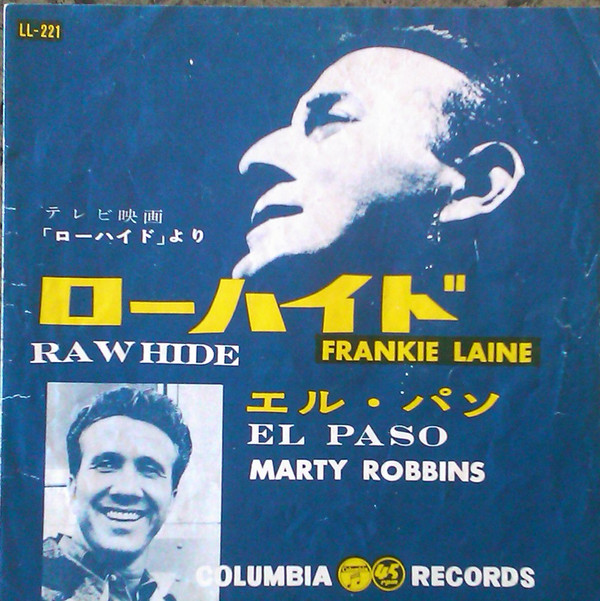 LL-221
テレビ映画
「ローハイド」より
ローハイド
RAWHIDE
FRANKIE LAINE
エル・パソ
EL PASO
MARTY ROBBINS
COLUMBIA 45 rpm RECORDS